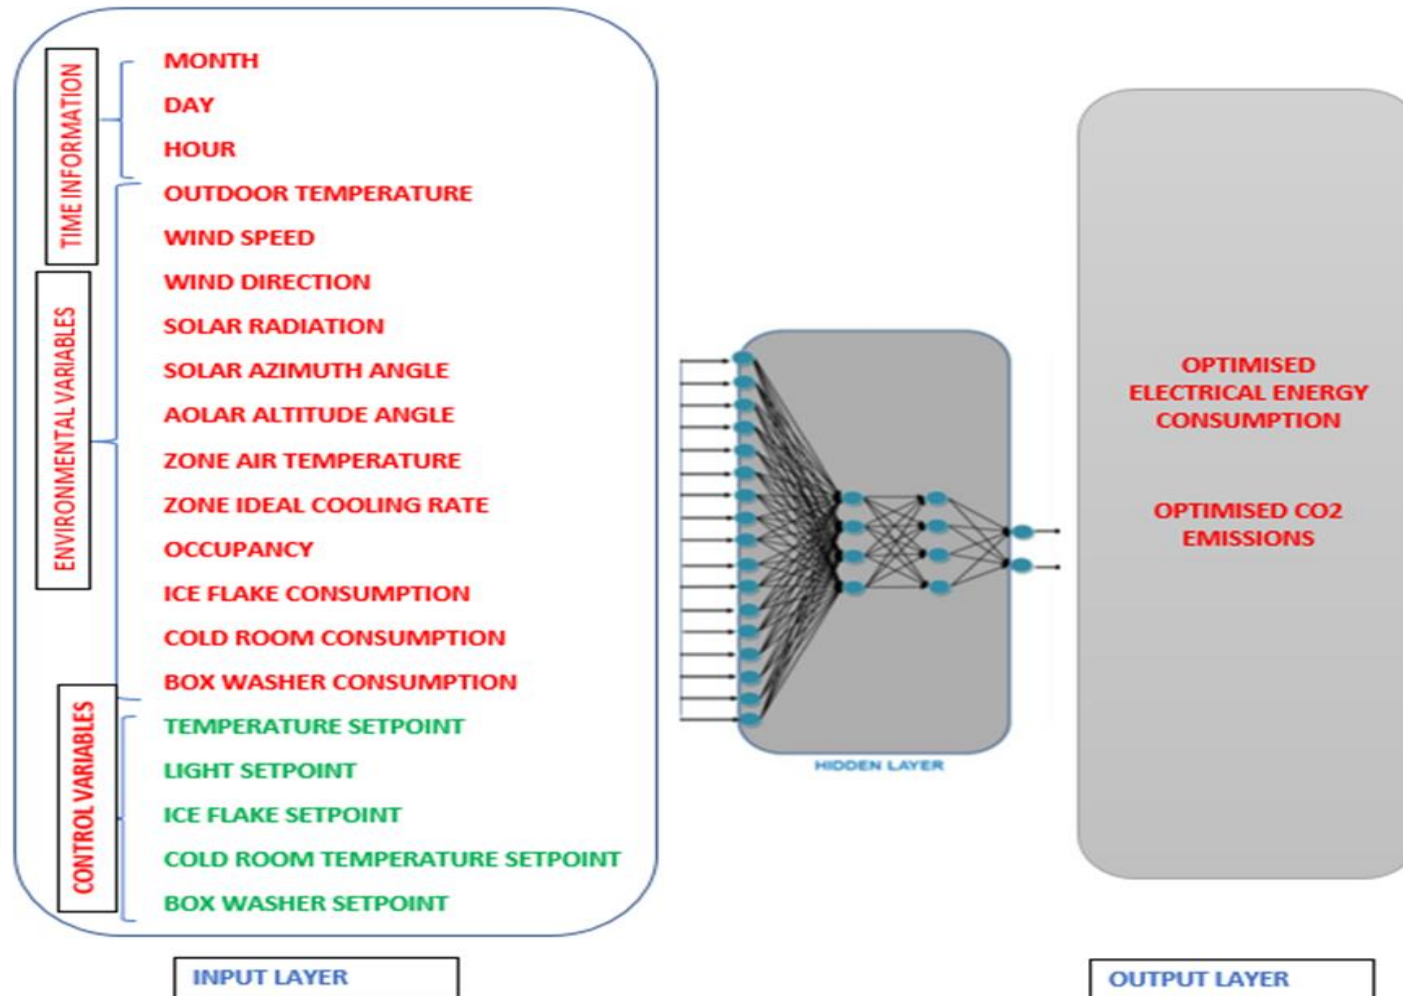 TIME INFORMATION
MONTH
DAY
HOUR
ENVIRONMENTAL VARIABLES
OUTDOOR TEMPERATURE
WIND SPEED
WIND DIRECTION
SOLAR RADIATION
SOLAR AZIMUTH ANGLE
AOLAR ALTITUDE ANGLE
ZONE AIR TEMPERATURE
ZONE IDEAL COOLING RATE
OCCUPANCY
ICE FLAKE CONSUMPTION
COLD ROOM CONSUMPTION
BOX WASHER CONSUMPTION
CONTROL VARIABLES
TEMPERATURE SETPOINT
LIGHT SETPOINT
ICE FLAKE SETPOINT
COLD ROOM TEMPERATURE SETPOINT
BOX WASHER SETPOINT
INPUT LAYER
HIDDEN LAYER
OPTIMISED
ELECTRICAL ENERGY
CONSUMPTION
OPTIMISED CO2
EMISSIONS
OUTPUT LAYER